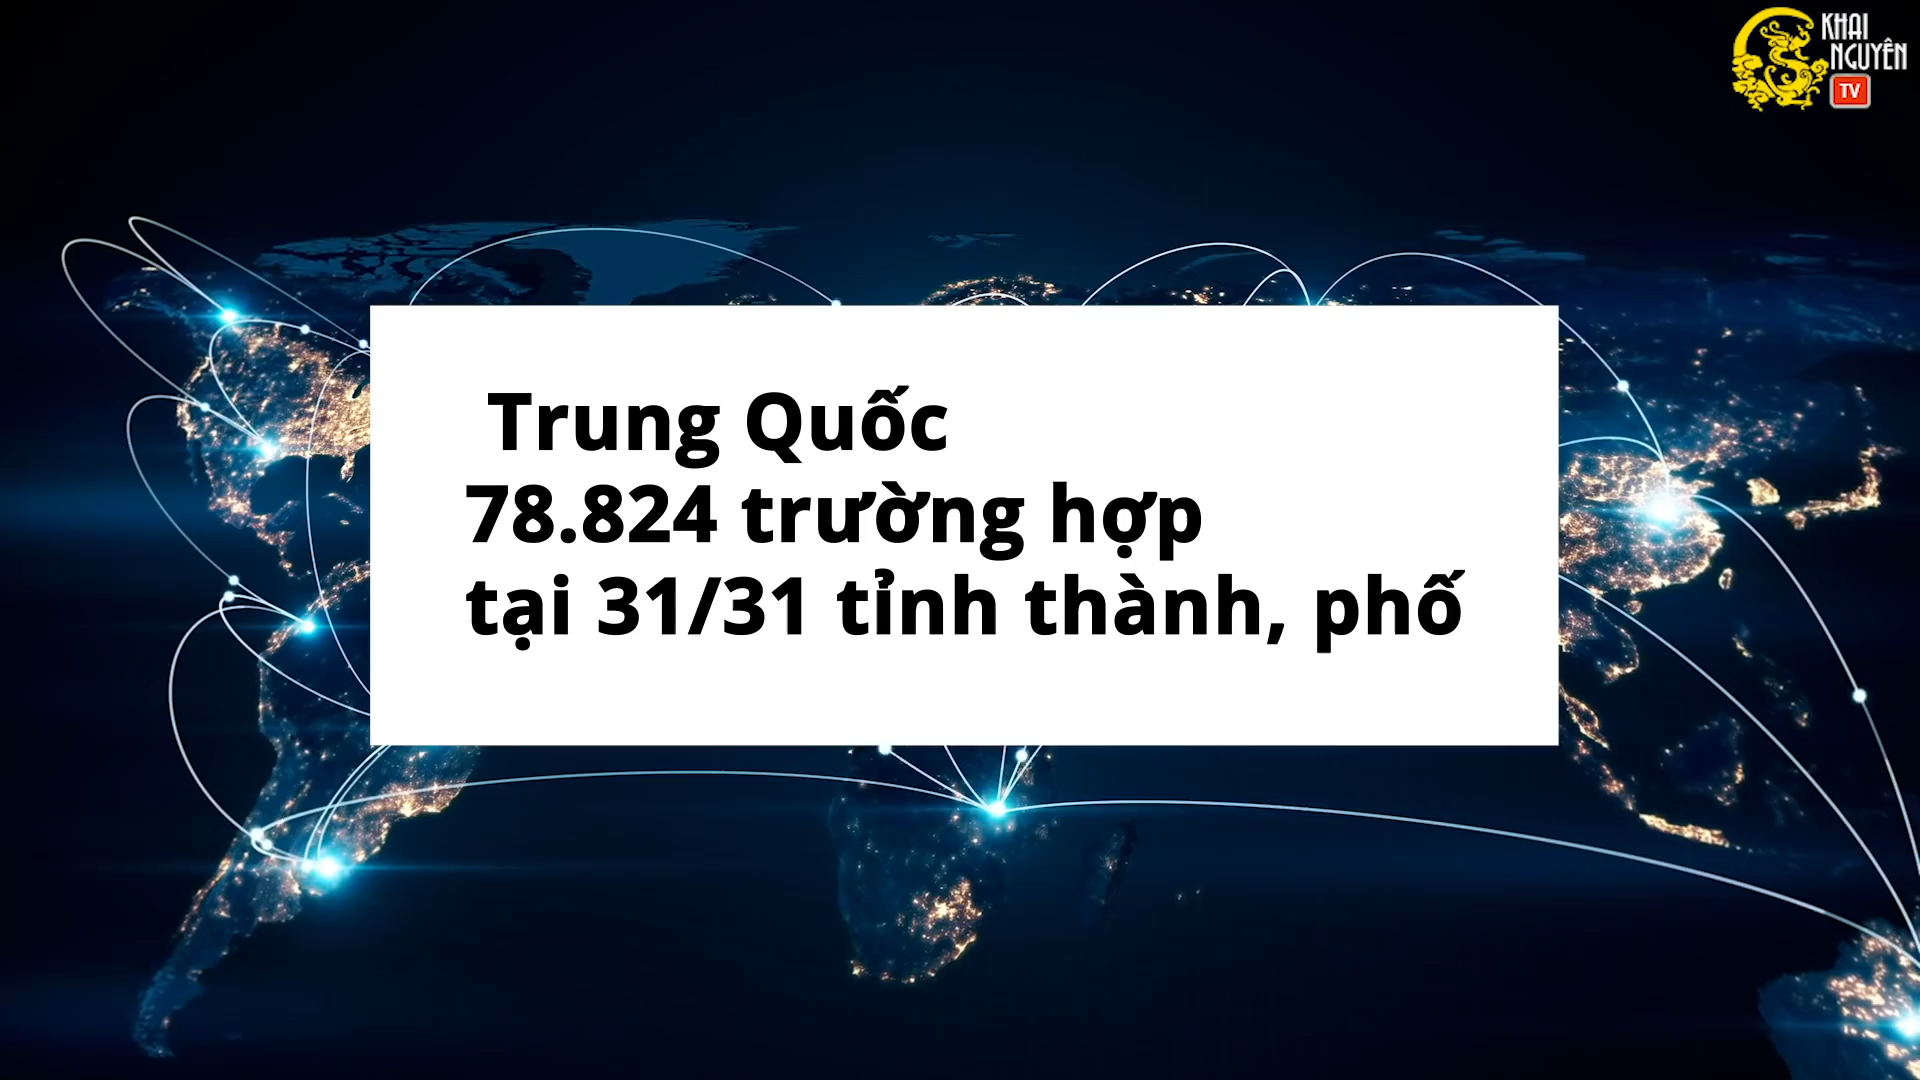 KHAI
NGUYÊN
TV
Trung Quốc
78.824 trường hợp
tại 31/31 tỉnh thành, phố